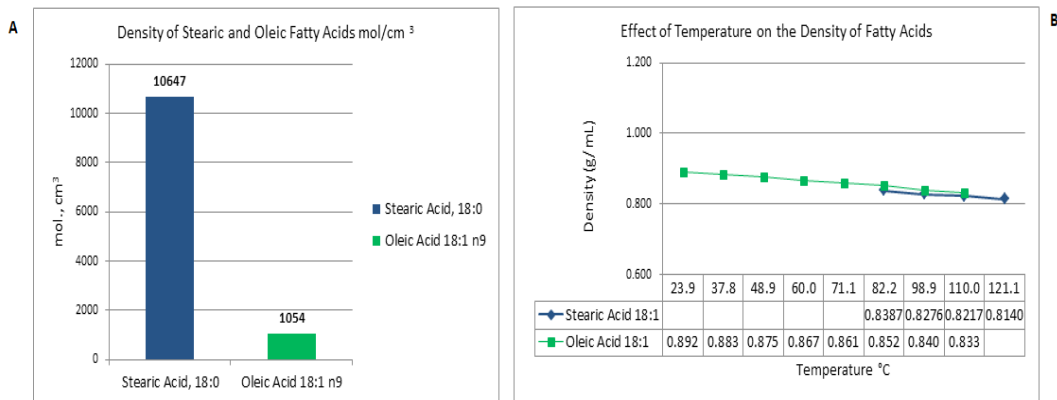 A
Density of Stearic and Oleic Fatty Acids mol/cm ³
12000
10000
8000
6000
4000
2000
0
mol., cm³
10647
1054
Stearic Acid, 18:0
Oleic Acid 18:1 n9
Stearic Acid, 18:0
Oleic Acid 18:1 n9
B
Effect of Temperature on the Density of Fatty Acids
1.200
1.000
0.800
0.600
Density (g/ mL)
23.9 37.8 48.9 60.0 71.1 82.2 98.9 110.0 121.1
Stearic Acid 18:1 0.8387 0.8276 0.8217 0.8140
Oleic Acid 18:1 0.892 0.883 0.875 0.867 0.861 0.852 0.840 0.833
Temperature °C